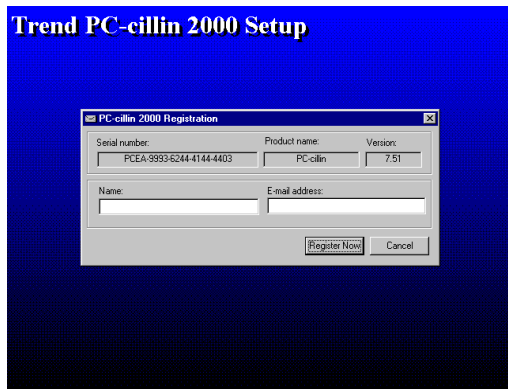 Trend PC-cillin 2000 Setup
PC-cillin 2000 Registration
Serial number: Product name: Version:
PCEA-9993-6244-4144-4403 PC-cillin 7.51
Name: E-mail address:
Register Now Cancel